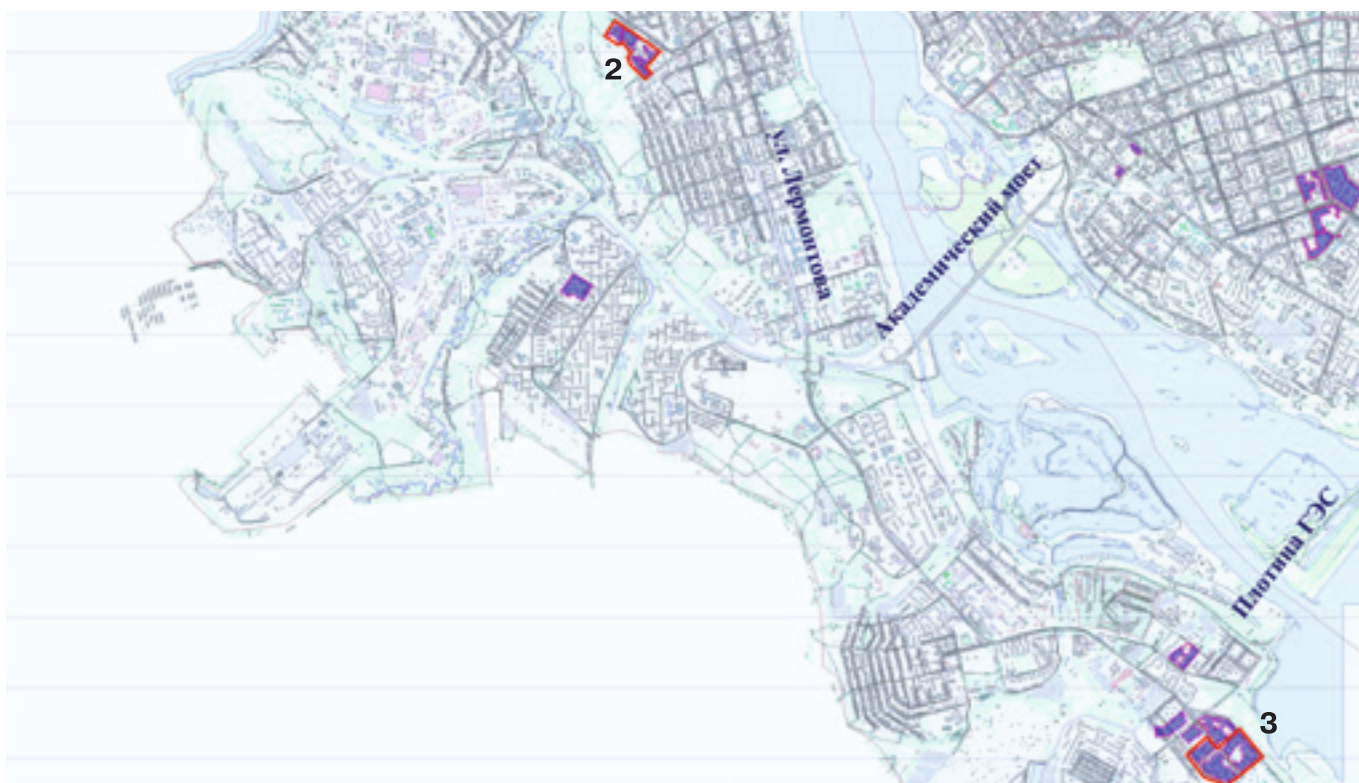 2
ул. Лермонтова
Академический мост
Плотина ГЭС
3